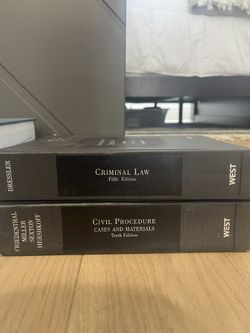 DRESSLER
CRIMINAL LAW
Fifth Edition
WEST
FRIEDENTHAL
MILLER
SEXTON
HERSHKOFF
CIVIL PROCEDURE
CASES AND MATERIALS
Tenth Edition
WEST